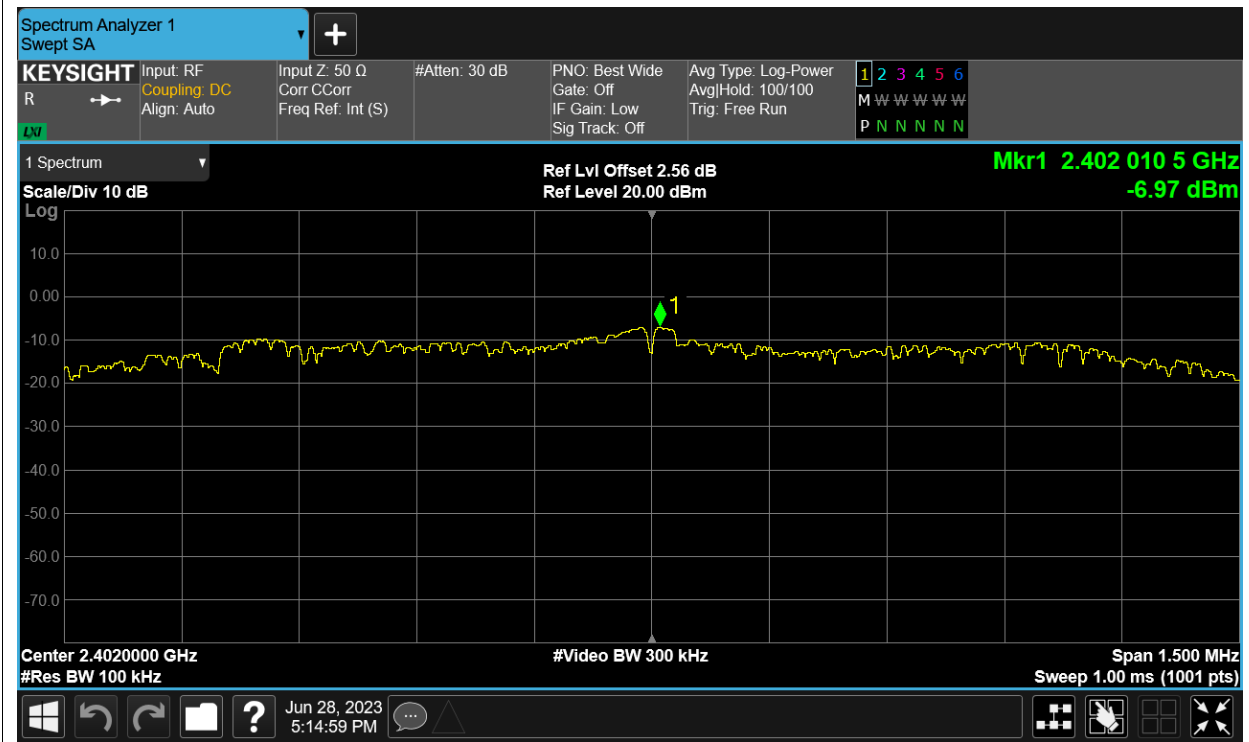 Spectrum Analyzer 1
Swept SA
KEYSIGHT
R
LXI
Input: RF
Coupling: DC
Align: Auto
Input Z: 50 Ω
Corr CCorr
Freq Ref: Int (S)
#Atten: 30 dB
PNO: Best Wide
Gate: Off
IF Gain: Low
Sig Track: Off
Avg Type: Log-Power
Avg|Hold: 100/100
Trig: Free Run
1 2 3 4 5 6
M W W W W W
P N N N N N
1 Spectrum
Scale/Div 10 dB
Ref Lvl Offset 2.56 dB
Ref Level 20.00 dBm
Mkr1 2.402 010 5 GHz
-6.97 dBm
Log
10.0
0.00
1
-10.0
-20.0
-30.0
-40.0
-50.0
-60.0
-70.0
Center 2.4020000 GHz
#Res BW 100 kHz
#Video BW 300 kHz
Span 1.500 MHz
Sweep 1.00 ms (1001 pts)
?
Jun 28, 2023
5:14:59 PM